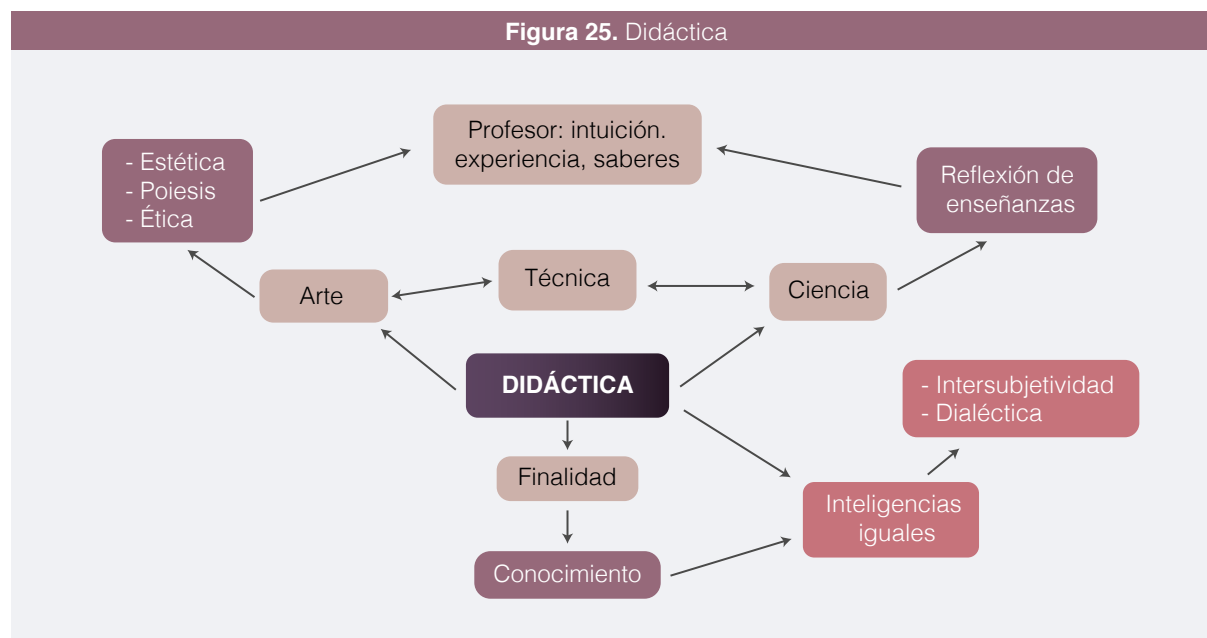 Figura 25. Didáctica
Profesor: intuición.
experiencia, saberes
- Estética
- Poiesis
- Ética
Reflexión de
enseñanzas
Arte
Técnica
Ciencia
DIDÁCTICA
- Intersubjetividad
- Dialéctica
Finalidad
Inteligencias
iguales
Conocimiento